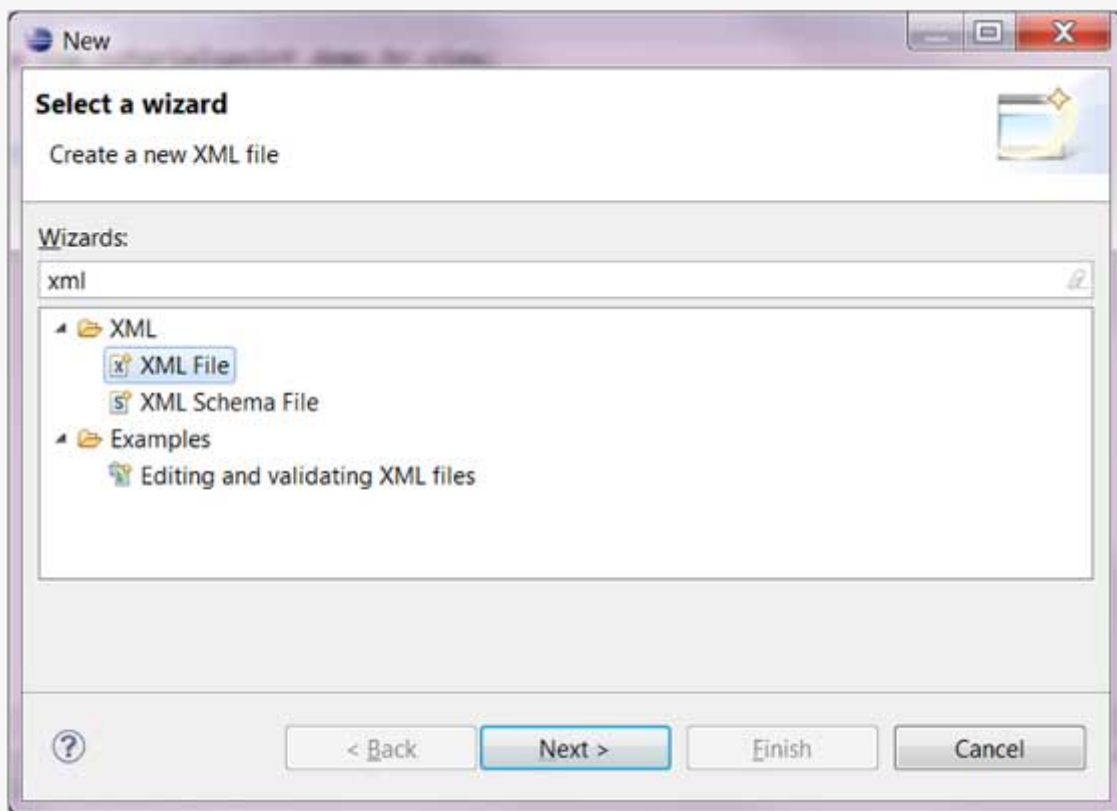 New
Select a wizard
Create a new XML file
Wizards:
xml
XML
XML File
XML Schema File
Examples
Editing and validating XML files
< Back Next > Finish Cancel